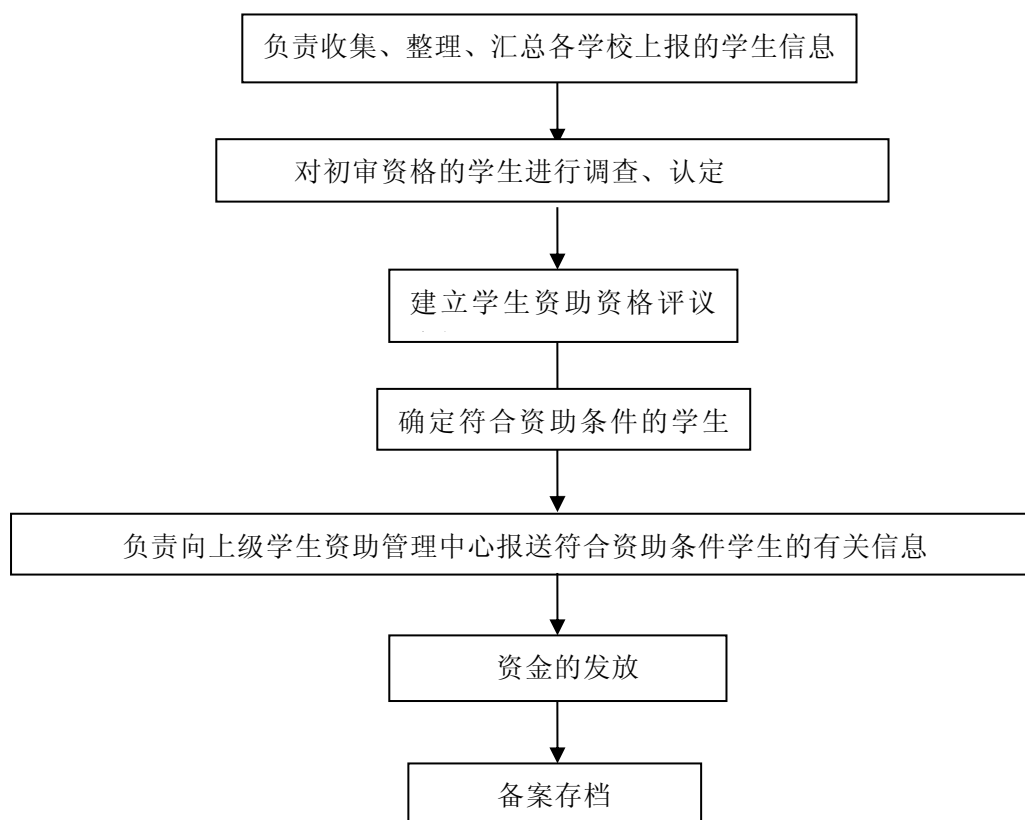 负责收集、整理、汇总各学校上报的学生信息
对初审资格的学生进行调查、认定
建立学生资助资格评议
确定符合资助条件的学生
负责向上级学生资助管理中心报送符合资助条件学生的有关信息
资金的发放
备案存档